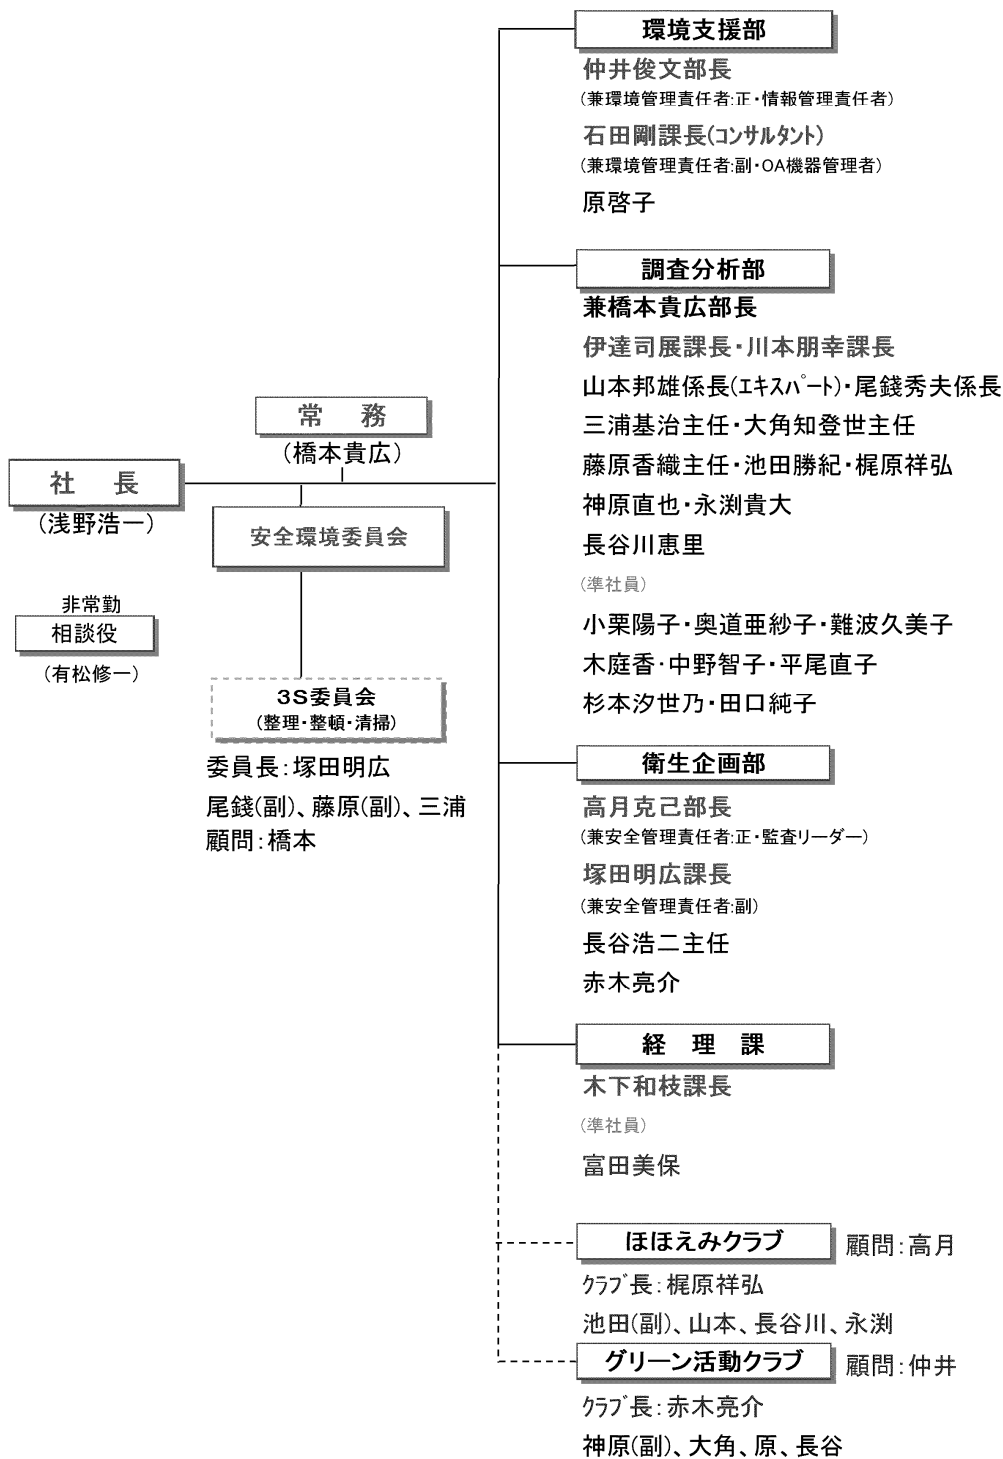 環境支援部
仲井俊文部長
(兼環境管理責任者:正・情報管理責任者)
石田剛課長(ｺﾝｻﾙﾀﾝﾄ)
(兼環境管理責任者:副・OA機器管理者)
原啓子
調査分析部
兼橋本貴広部長
伊達司展課長・川本朋幸課長
山本邦雄係長(ｴｷｽﾊﾟｰﾄ)・尾錢秀夫係長
三浦基治主任・大角知登世主任
藤原香織主任・池田勝紀・梶原祥弘
神原直也・永渕貴大
長谷川恵里
(準社員)
小栗陽子・奥道亜紗子・難波久美子
木庭香・中野智子・平尾直子
杉本汐世乃・田口純子
常　務
(橋本貴広)
社　長
(浅野浩一)
安全環境委員会
非常勤
相談役
(有松修一)
3S委員会
(整理・整頓・清掃)
委員長：塚田明広
尾錢(副)、藤原(副)、三浦
顧問：橋本
衛生企画部
高月克己部長
(兼安全管理責任者:正・監査リーダー)
塚田明広課長
(兼安全管理責任者:副)
長谷浩二主任
赤木亮介
経　理　課
木下和枝課長
(準社員)
富田美保
ほほえみクラブ　顧問：高月
ｸﾗﾌﾞ長：梶原祥弘
池田(副)、山本、長谷川、永渕
グリーン活動クラブ　顧問：仲井
ｸﾗﾌﾞ長：赤木亮介
神原(副)、大角、原、長谷